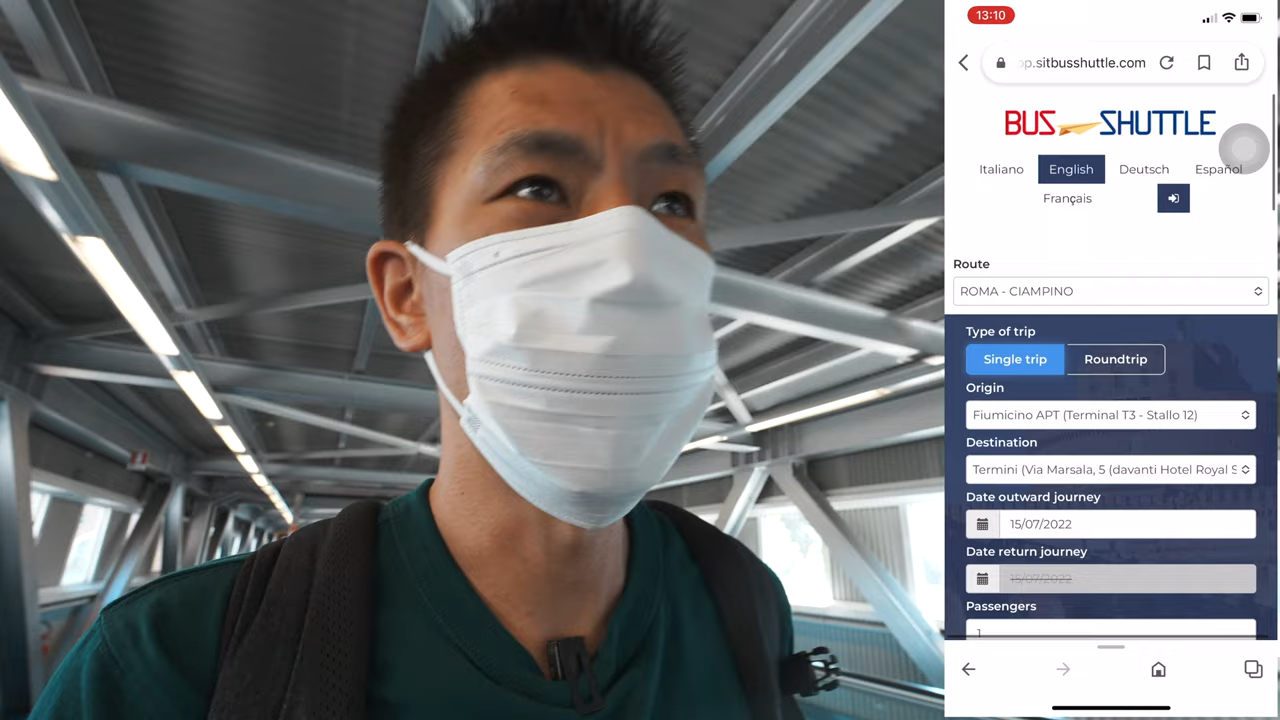 13:10
op.sitbusshuttle.com
BUS SHUTTLE
Italiano English Deutsch Español
Français
Route
ROMA - CIAMPINO
Type of trip
Single trip Roundtrip
Origin
Fiumicino APT (Terminal T3 - Stallo 12)
Destination
Termini (Via Marsala, 5 (davanti Hotel Royal S
Date outward journey
15/07/2022
Date return journey
15/07/2022
Passengers
1